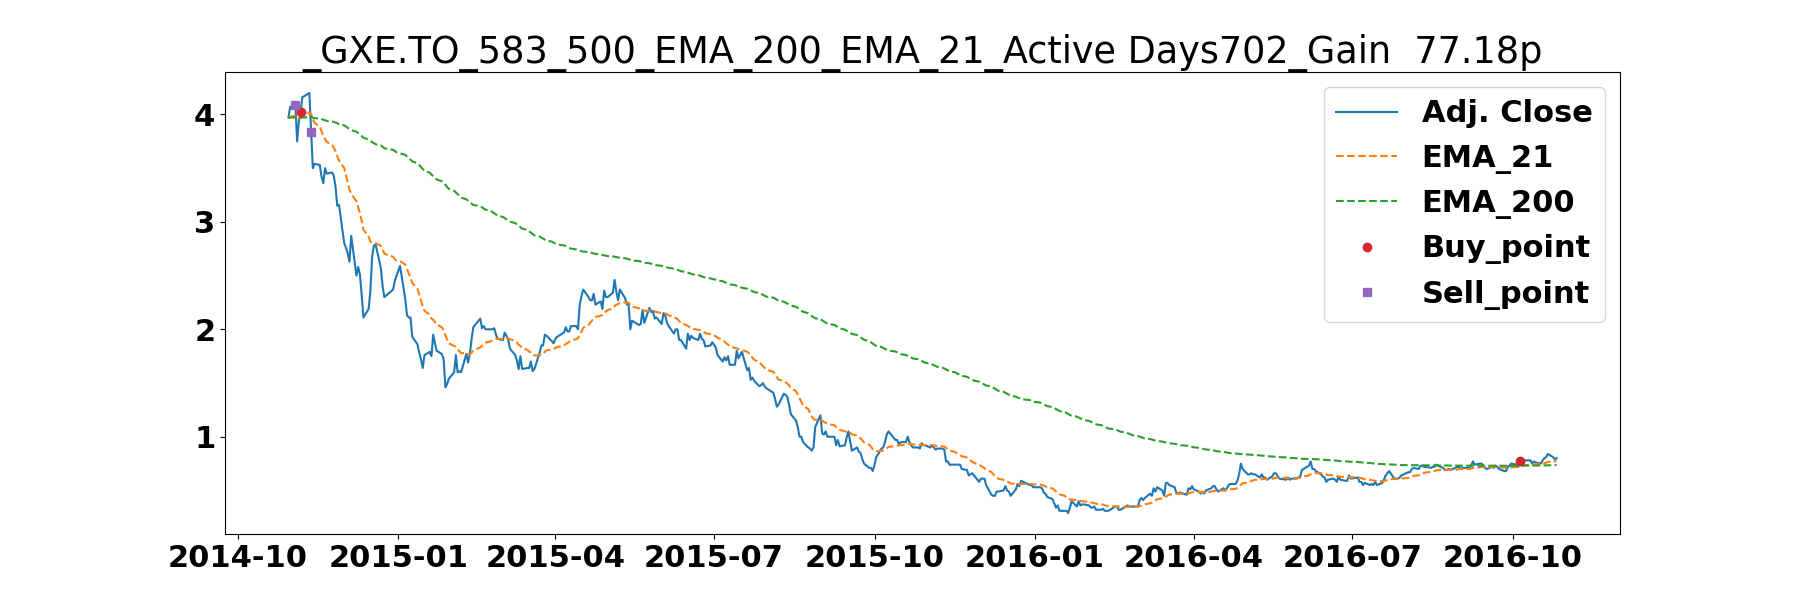 _GXE.TO_583_500_EMA_200_EMA_21_Active Days702_Gain  77.18p
Adj. Close
EMA_21
EMA_200
Buy_point
Sell_point
4
3
2
1
2014-10
2015-01
2015-04
2015-07
2015-10
2016-01
2016-04
2016-07
2016-10